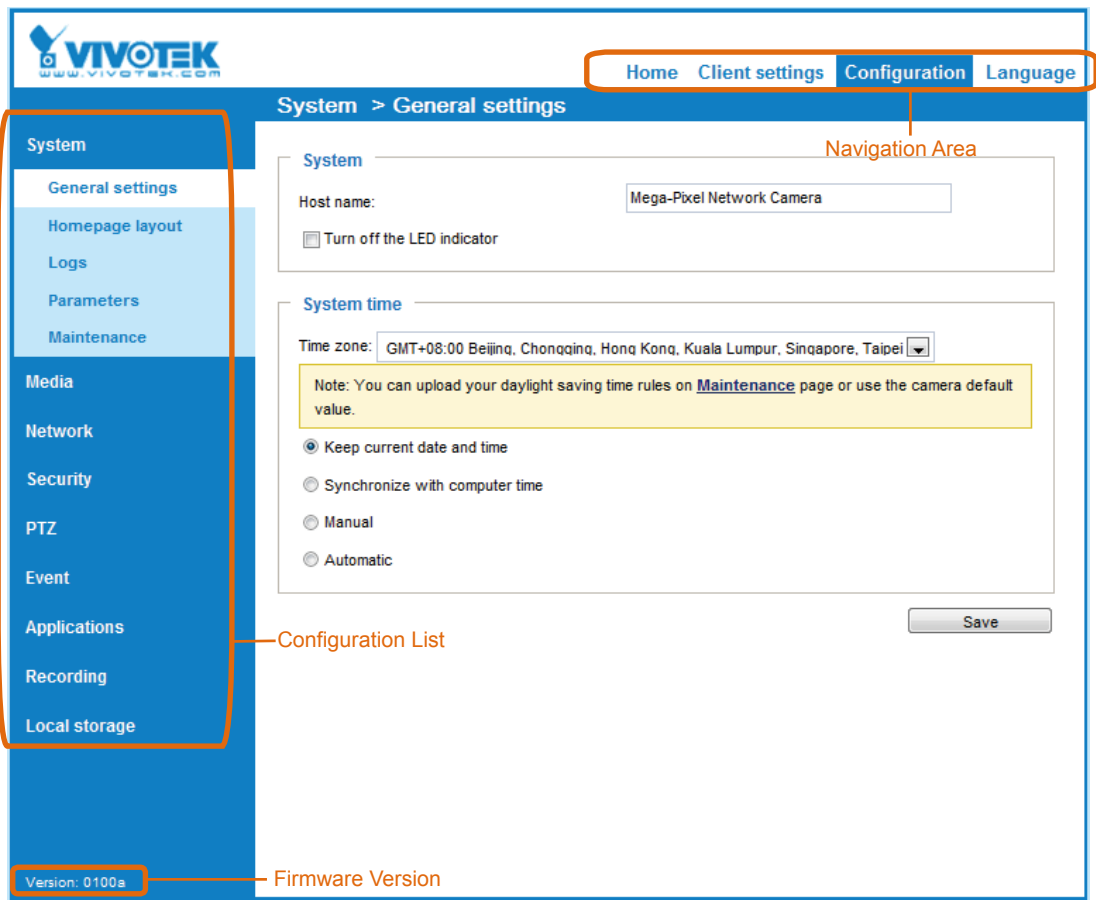 VIVOTEK
www.vivotek.com
Home Client settings Configuration Language
System > General settings
Navigation Area
System
General settings
Homepage layout
Logs
Parameters
Maintenance
Media
Network
Security
PTZ
Event
Applications
Recording
Local storage
Configuration List
Version: 0100a
Firmware Version
System
Host name: Mega-Pixel Network Camera
Turn off the LED indicator
System time
Time zone: GMT+08:00 Beijing, Chongqing, Hong Kong, Kuala Lumpur, Singapore, Taipei
Note: You can upload your daylight saving time rules on Maintenance page or use the camera default
value.
Keep current date and time
Synchronize with computer time
Manual
Automatic
Save